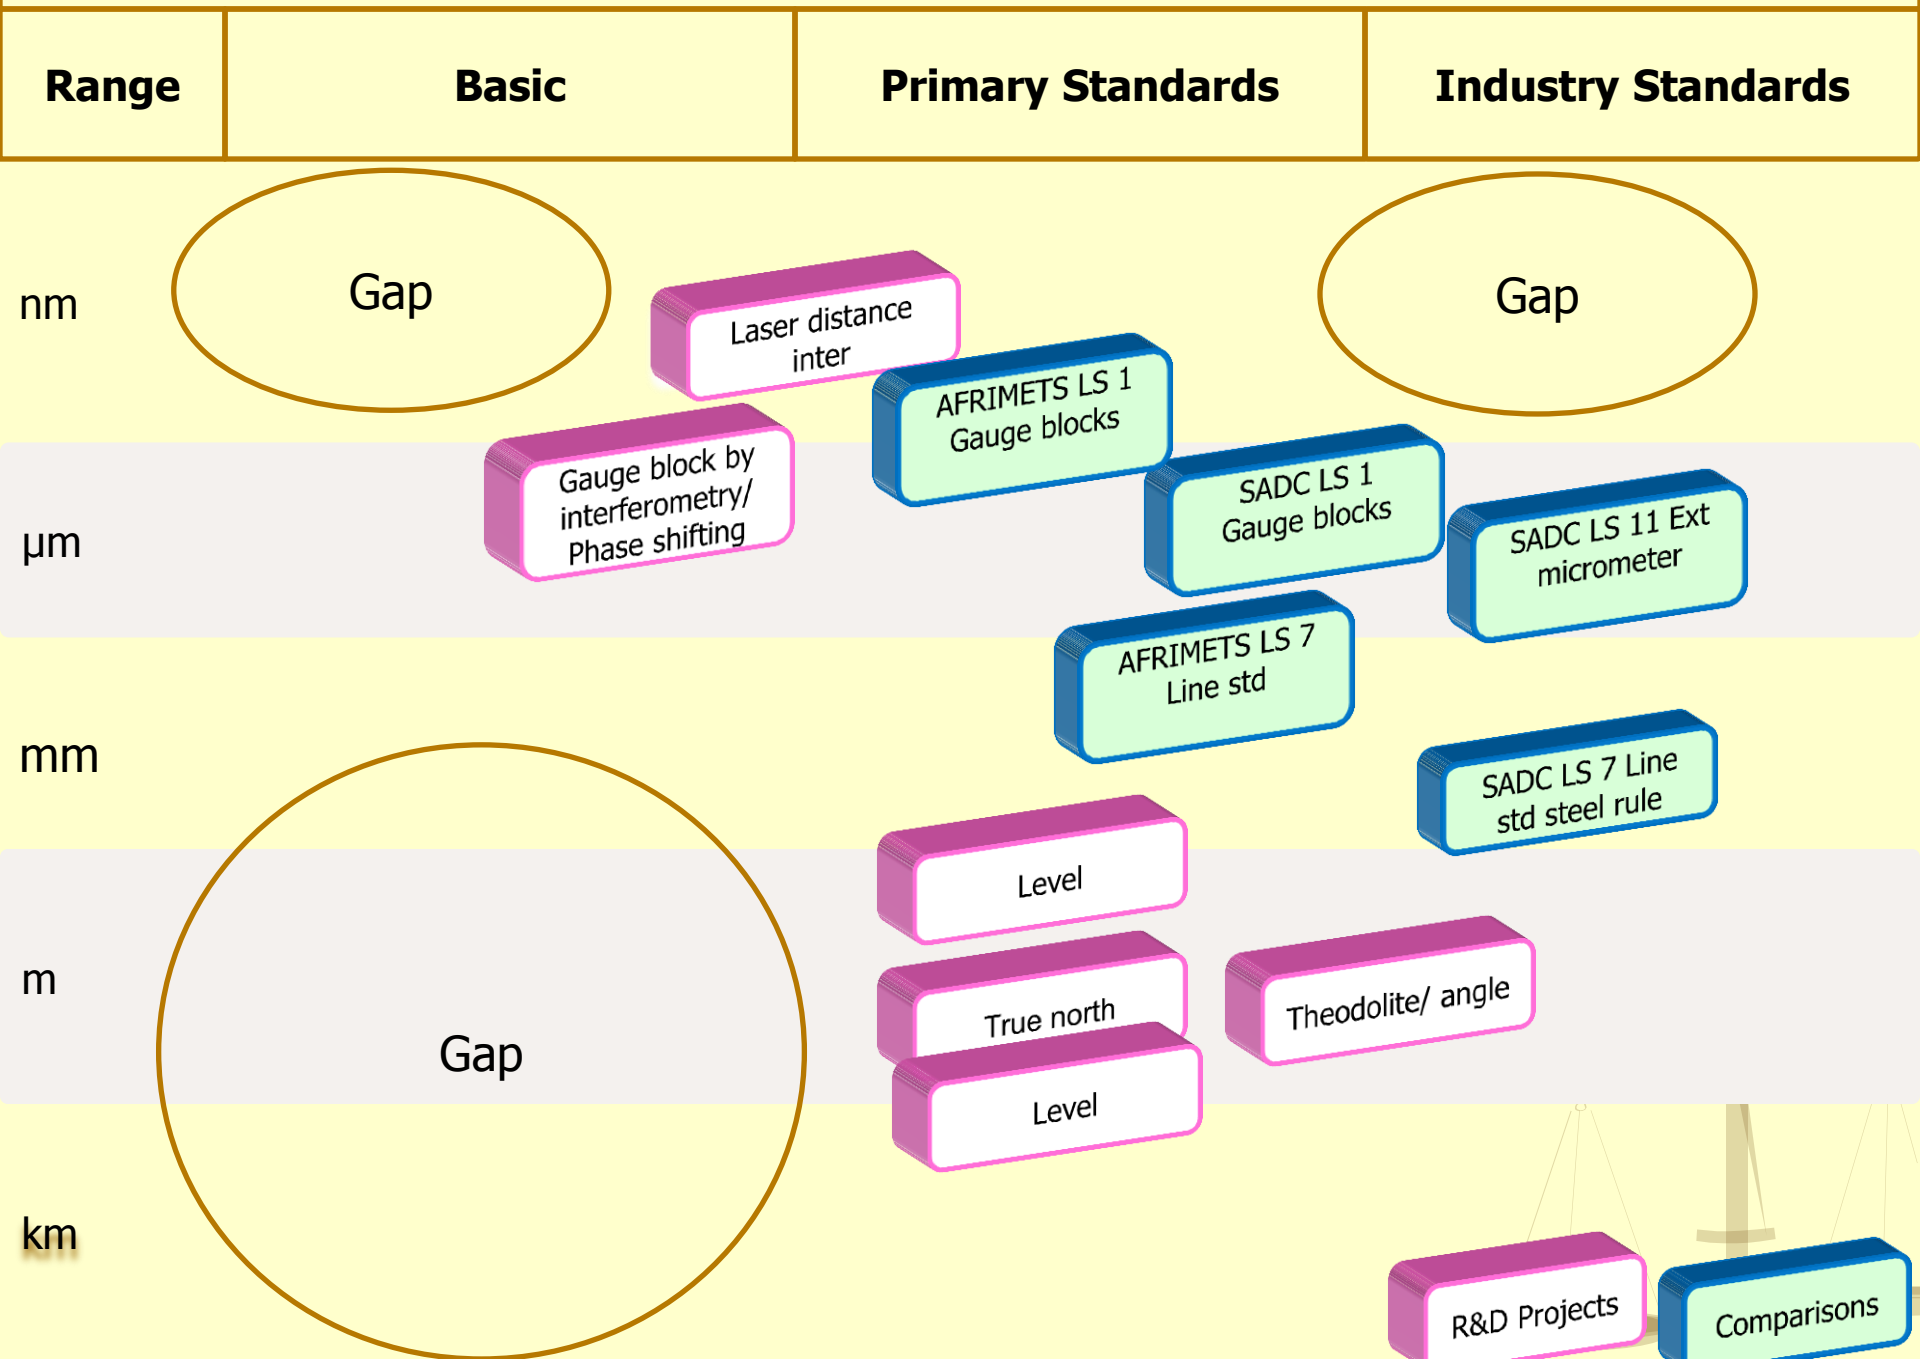 Range
Basic
Primary Standards
Industry Standards
nm
Gap
Laser distance
inter
Gap
AFRIMETS LS 1
Gauge blocks
µm
Gauge block by
interferometry/
Phase shifting
SADC LS 1
Gauge blocks
SADC LS 11 Ext
micrometer
AFRIMETS LS 7
Line std
mm
SADC LS 7 Line
std steel rule
Level
m
True north
Theodolite/ angle
Gap
Level
km
R&D Projects
Comparisons